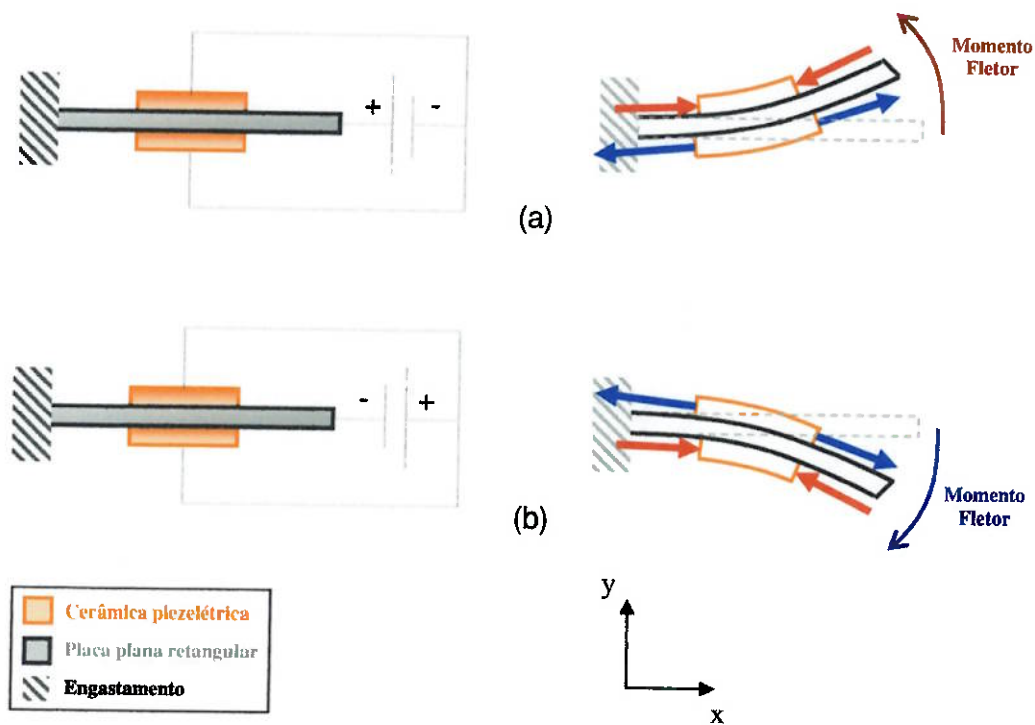 + -
Momento
Fletor
(a)
- +
Momento
Fletor
(b)
Cerâmica piezelétrica
Placa plana retangular
Engastamento
y
x